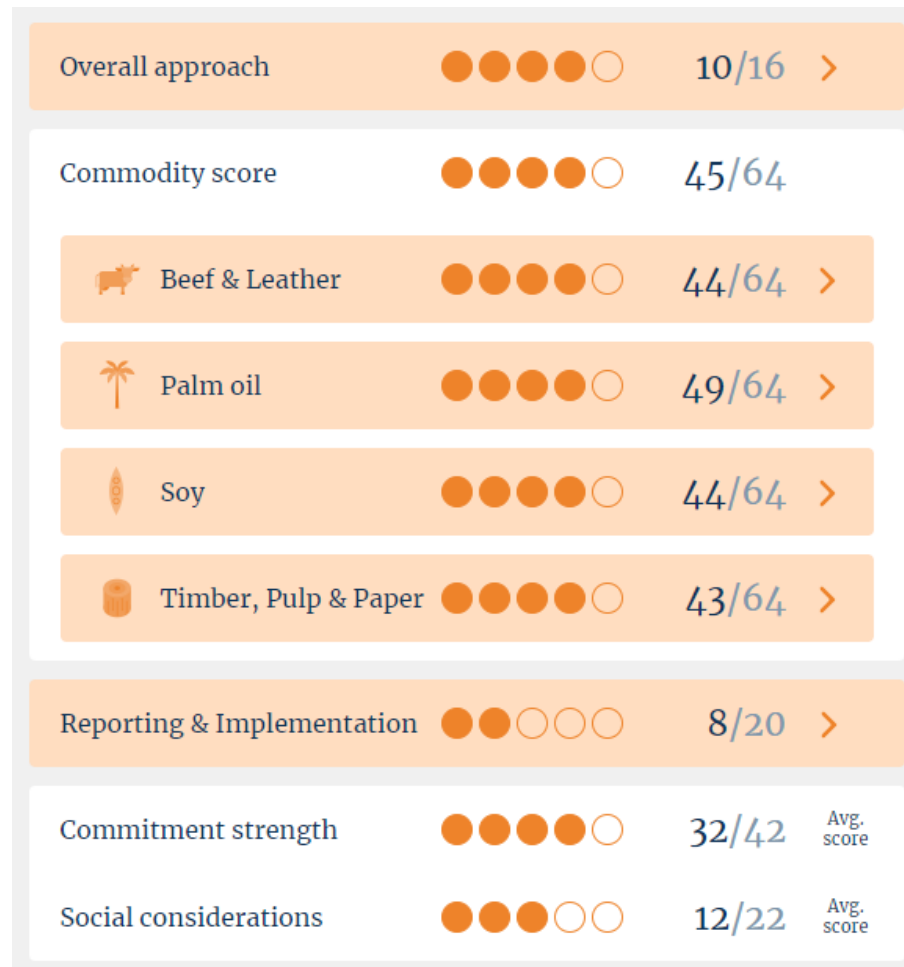 Overall approach 10/16
Commodity score 45/64
Beef & Leather 44/64
Palm oil 49/64
Soy 44/64
Timber, Pulp & Paper 43/64
Reporting & Implementation 8/20
Commitment strength 32/42 Avg. score
Social considerations 12/22 Avg. score